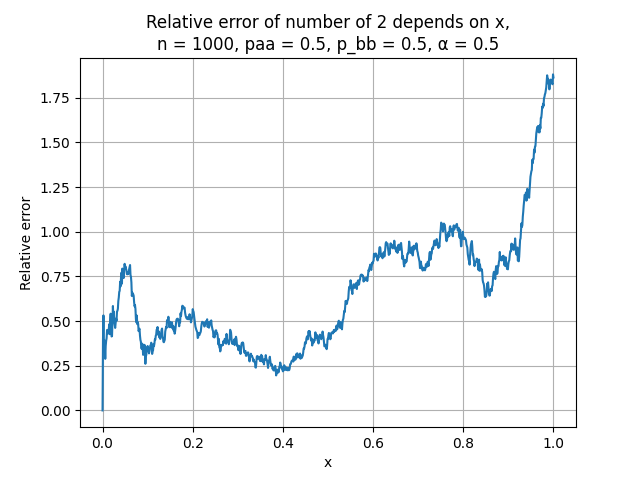 Relative error of number of 2 depends on x,
n = 1000, paa = 0.5, p_bb = 0.5, α = 0.5
Relative error
1.75
1.50
1.25
1.00
0.75
0.50
0.25
0.00
0.0 0.2 0.4 0.6 0.8 1.0
x